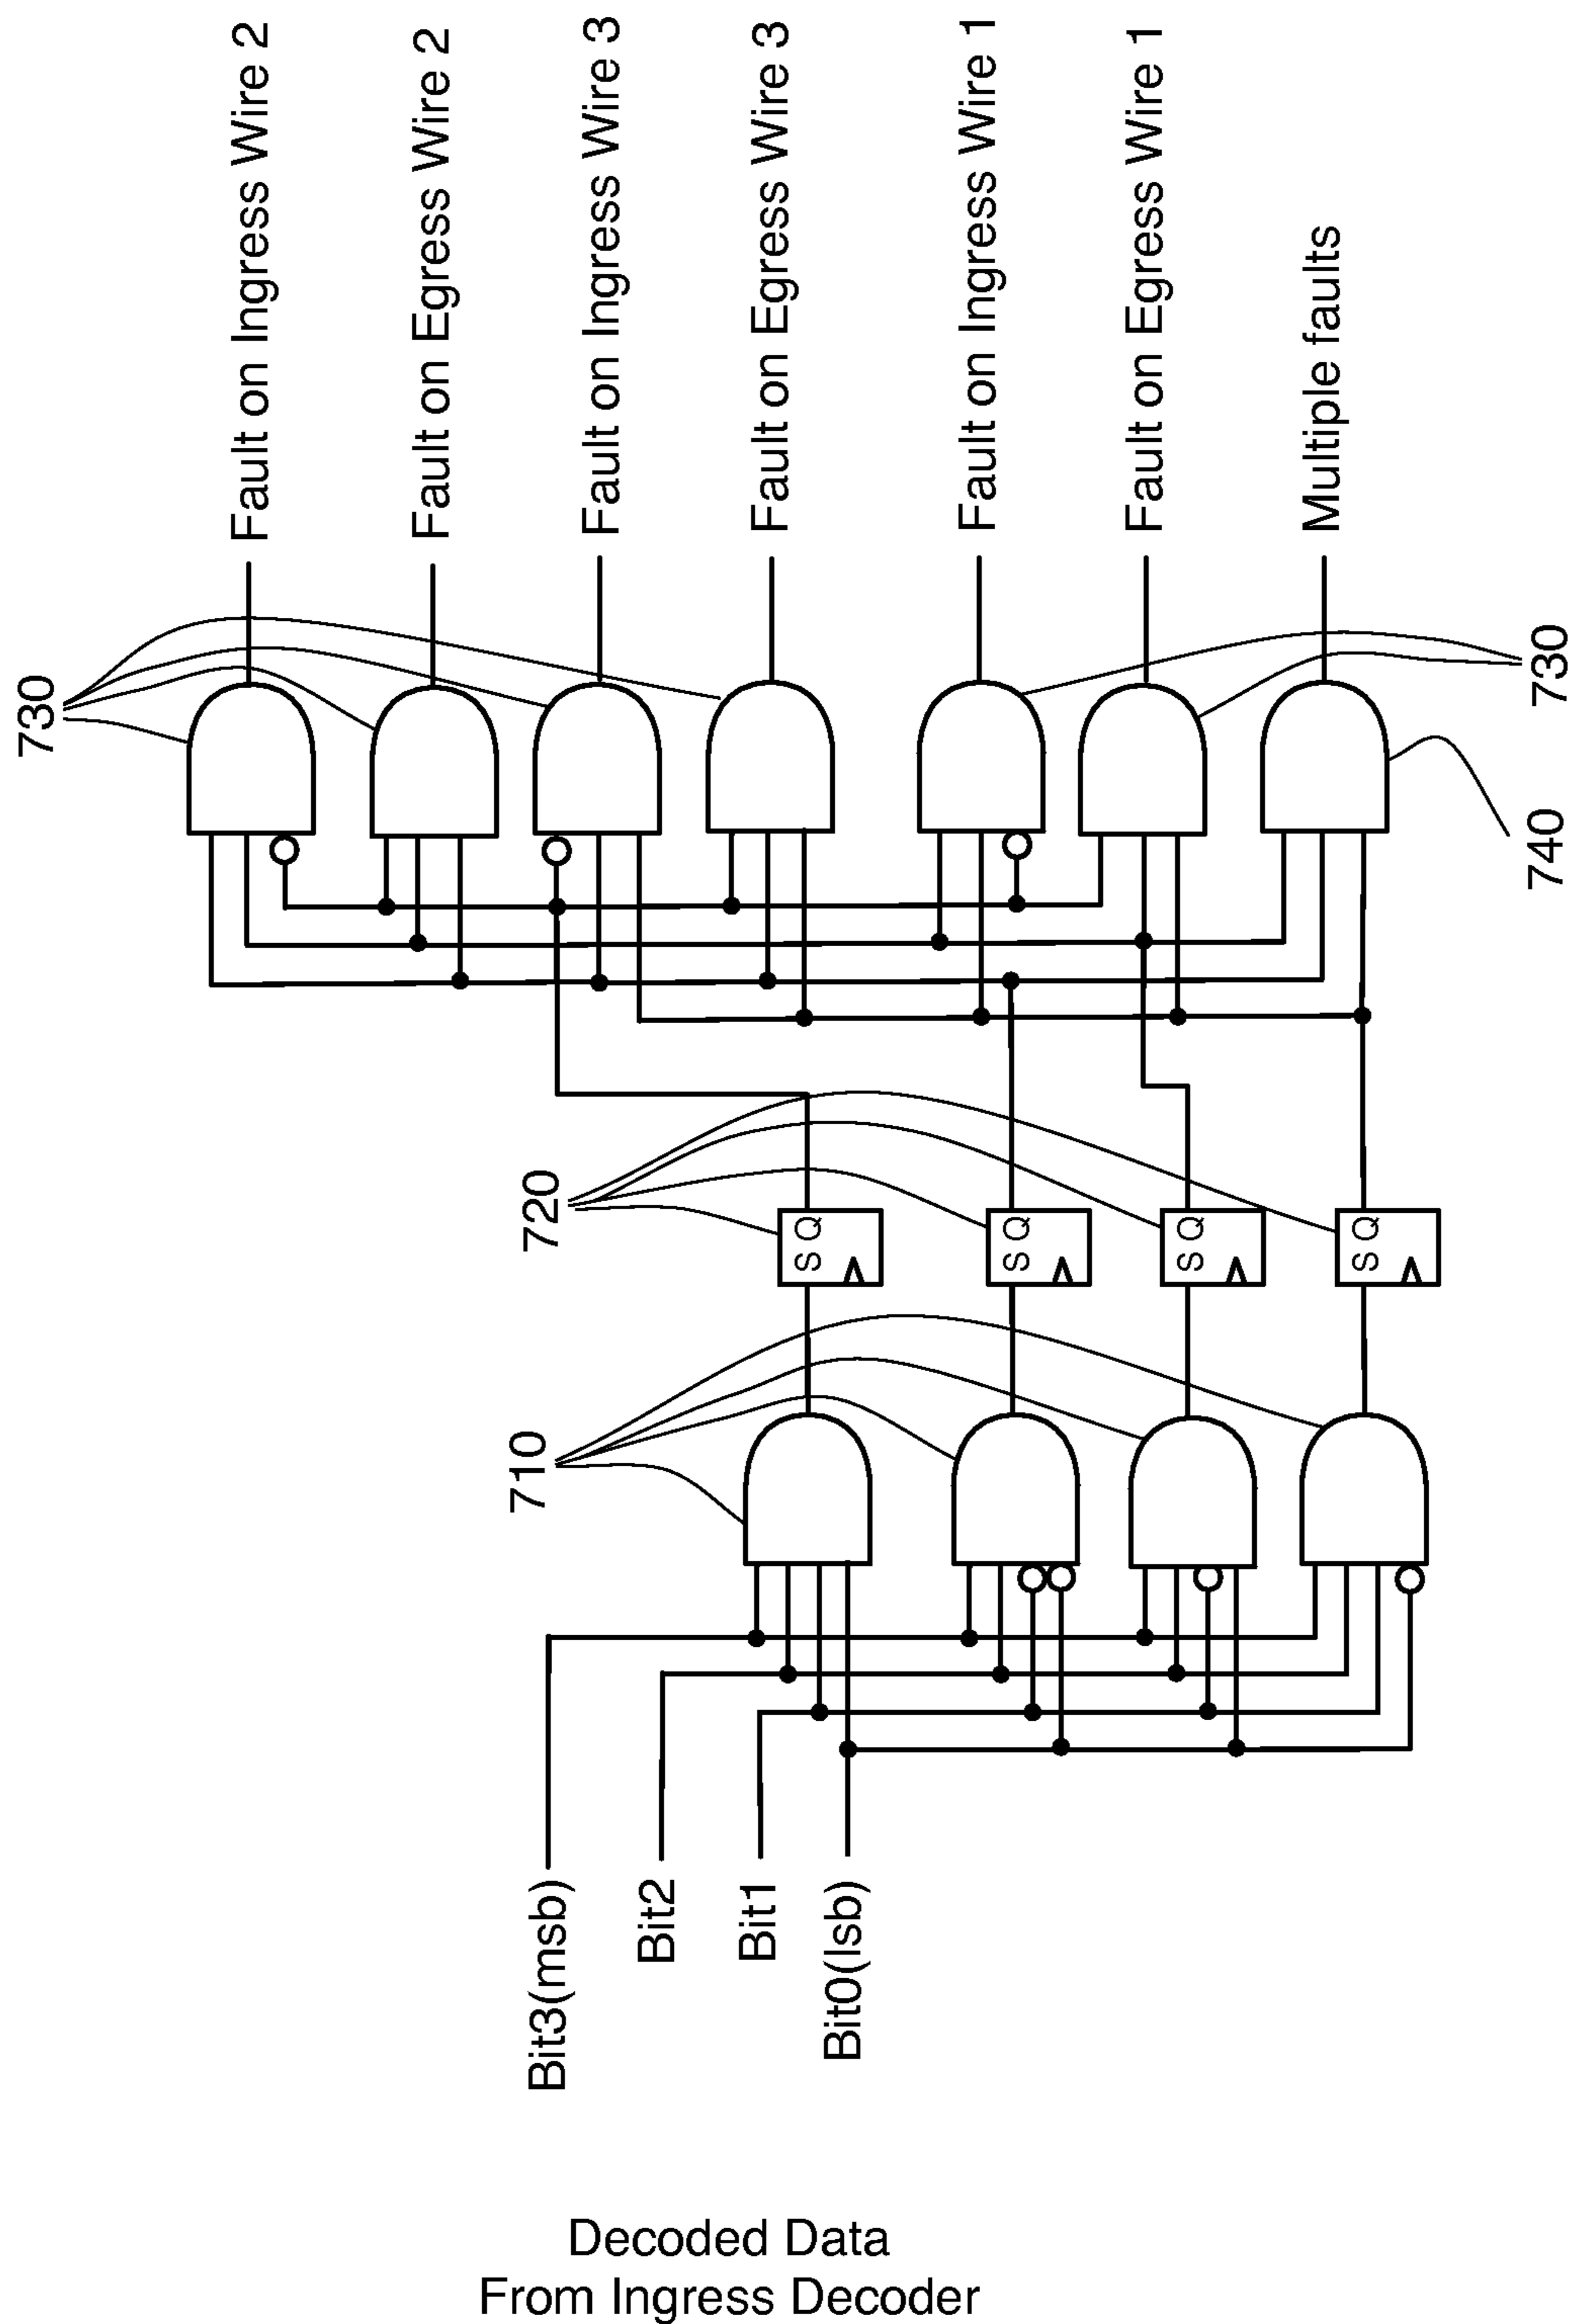 Fault on Ingress Wire 2
Fault on Egress Wire 2
Fault on Ingress Wire 3
Fault on Egress Wire 3
Fault on Ingress Wire 1
Fault on Egress Wire 1
Multiple faults
730
730
740
720
S Q
S Q
S Q
S Q
710
Bit3(msb)
Bit2
Bit1
Bit0(lsb)
Decoded Data
From Ingress Decoder